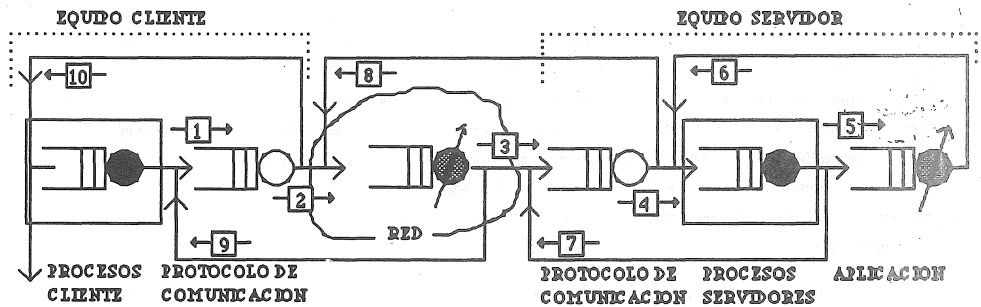 EQUIPO CLIENTE
EQUIPO SERVIDOR
10
8
6
1
3
5
2
4
9
RED
7
PROCESOS
CLIENTE
PROTOCOLO DE
COMUNICACION
PROTOCOLO DE
COMUNICACION
PROCESOS
SERVIDORES
APLICACION